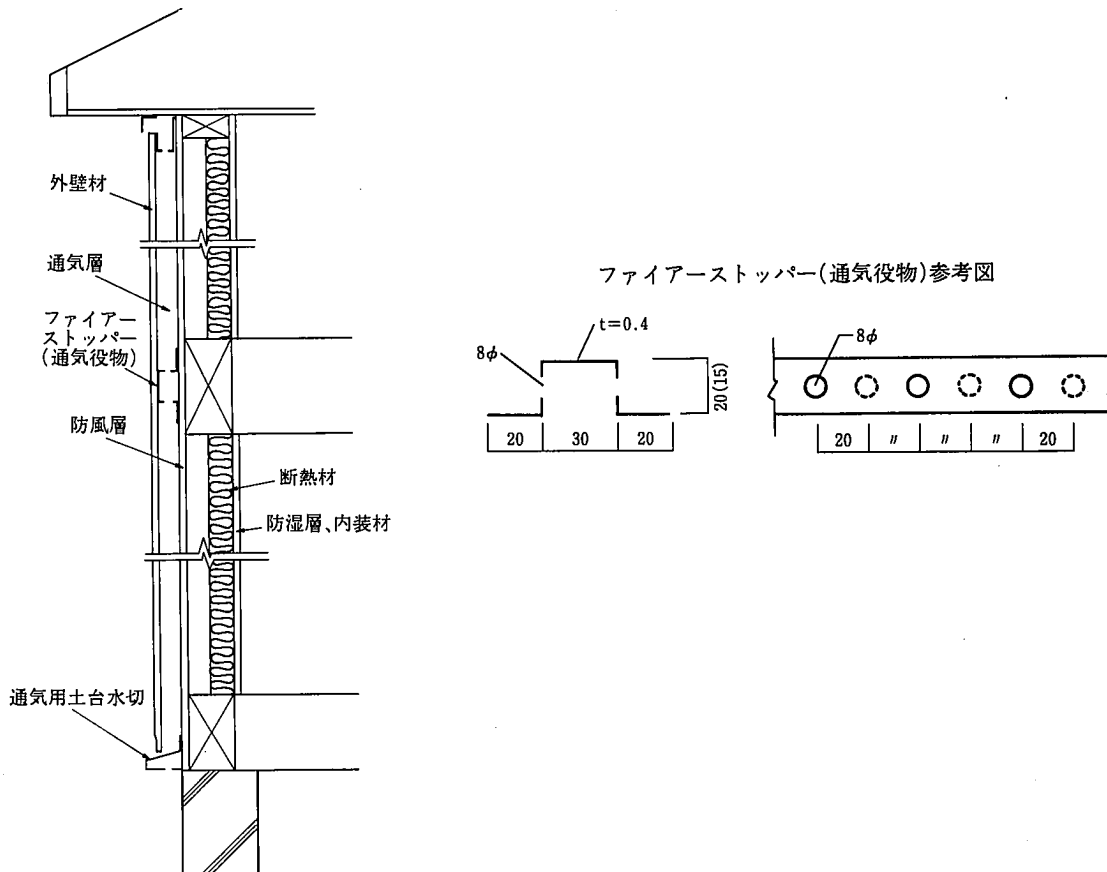 外壁材
通気層
ファイアー
ストッパー
(通気役物)
防風層
断熱材
防湿層、内装材
通気用土台水切
ファイアーストッパー(通気役物)参考図
t=0.4
8φ
20(15)
20 30 20
8φ
20 〃 〃 〃 20